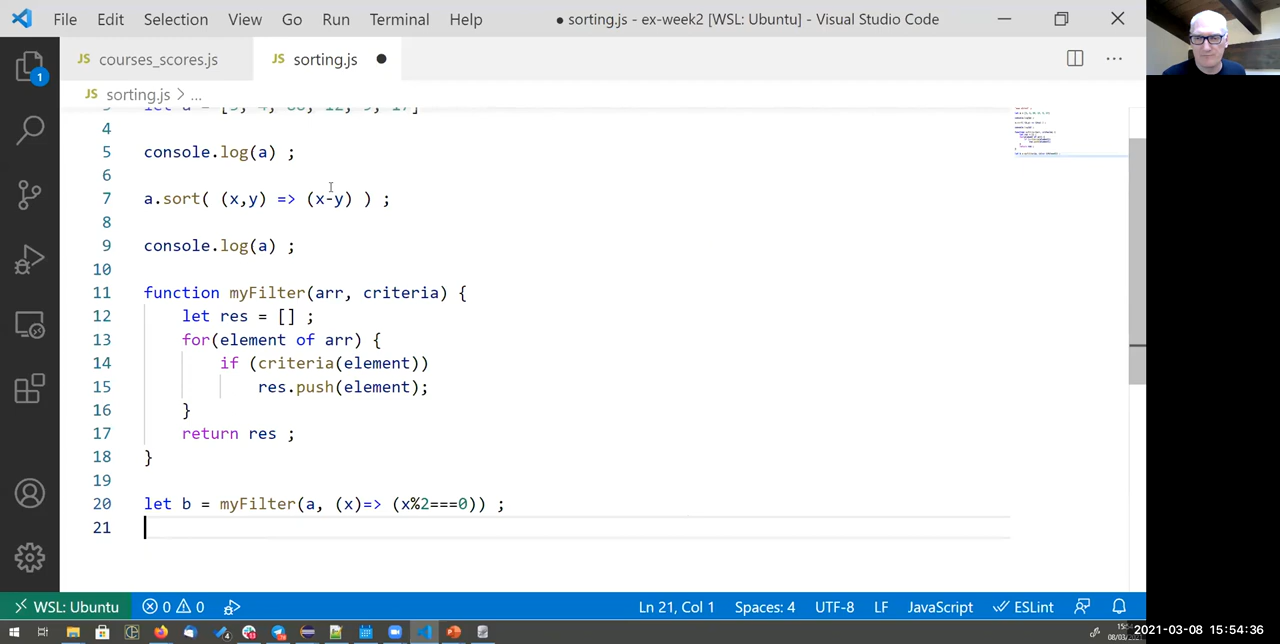 File Edit Selection View Go Run Terminal Help ● sorting.js - ex-week2 [WSL: Ubuntu] - Visual Studio Code
JS courses_scores.js JS sorting.js ●
JS sorting.js > ...
1
4
5 console.log(a) ;
6
7 a.sort( (x,y) => (x-y) ) ;
8
9 console.log(a) ;
10
11 function myFilter(arr, criteria) {
12 let res = [] ;
13 for(element of arr) {
14 if (criteria(element))
15 res.push(element);
16 }
17 return res ;
18 }
19
20 let b = myFilter(a, (x)=> (x%2===0)) ;
21
WSL: Ubuntu 0 0 Ln 21, Col 1 Spaces: 4 UTF-8 LF JavaScript ESLint
2021-03-08 15:54:36